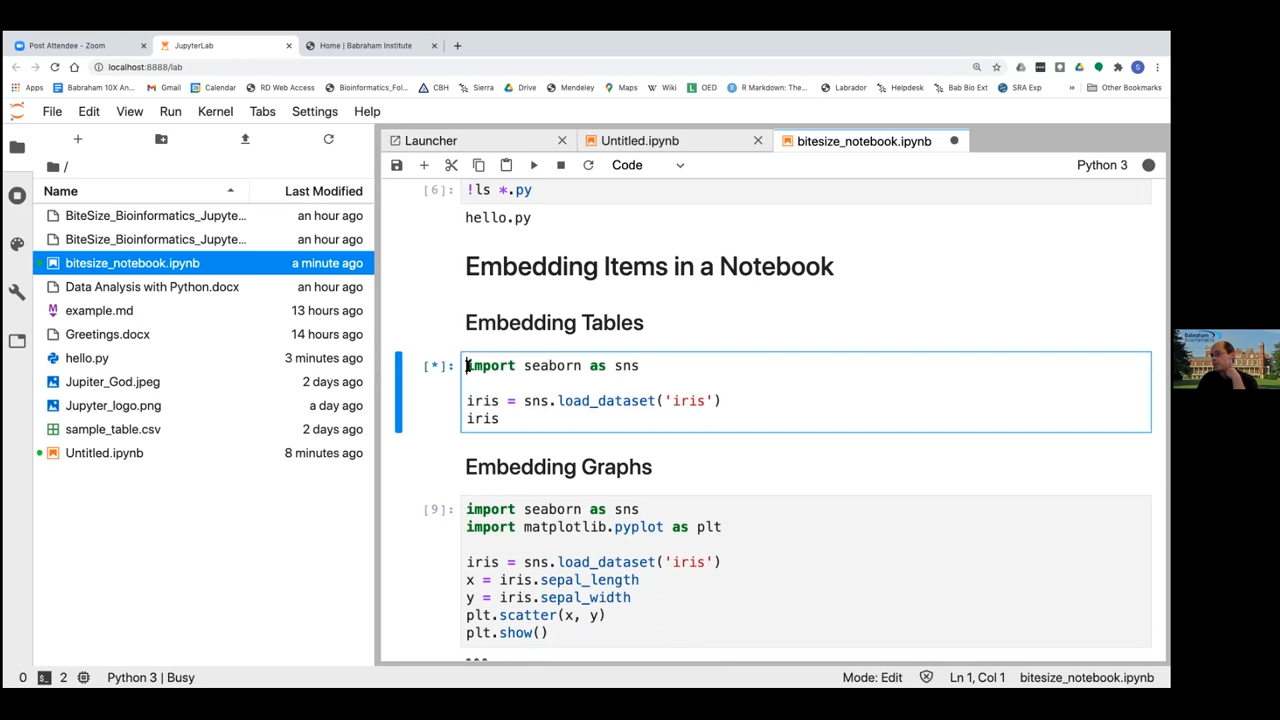 Post Attendee - Zoom
JupyterLab
Home | Babraham Institute
localhost:8888/lab
Apps
Babraham 10X An...
Gmail
Calendar
RD Web Access
Bioinformatics_Fol...
CBH
Sierra
Drive
Mendeley
Maps
Wiki
OED
R Markdown: The...
Labrador
Helpdesk
Bab Bio Ext
SRA Exp
»
Other Bookmarks
File Edit View Run Kernel Tabs Settings Help
Launcher
Untitled.ipynb
bitesize_notebook.ipynb
/
Code
Python 3
Name
Last Modified
BiteSize_Bioinformatics_Jupyte... an hour ago
BiteSize_Bioinformatics_Jupyte... an hour ago
bitesize_notebook.ipynb a minute ago
Data Analysis with Python.docx an hour ago
example.md 13 hours ago
Greetings.docx 14 hours ago
hello.py 3 minutes ago
Jupiter_God.jpeg 2 days ago
Jupyter_logo.png a day ago
sample_table.csv 2 days ago
Untitled.ipynb 8 minutes ago
[6]: !ls *.py
hello.py
Embedding Items in a Notebook
Embedding Tables
[*]: import seaborn as sns
iris = sns.load_dataset('iris')
iris
Embedding Graphs
[9]: import seaborn as sns
import matplotlib.pyplot as plt
iris = sns.load_dataset('iris')
x = iris.sepal_length
y = iris.sepal_width
plt.scatter(x, y)
plt.show()
0
2
Python 3 | Busy
Mode: Edit
Ln 1, Col 1
bitesize_notebook.ipynb
Babraham
Bioinformatics